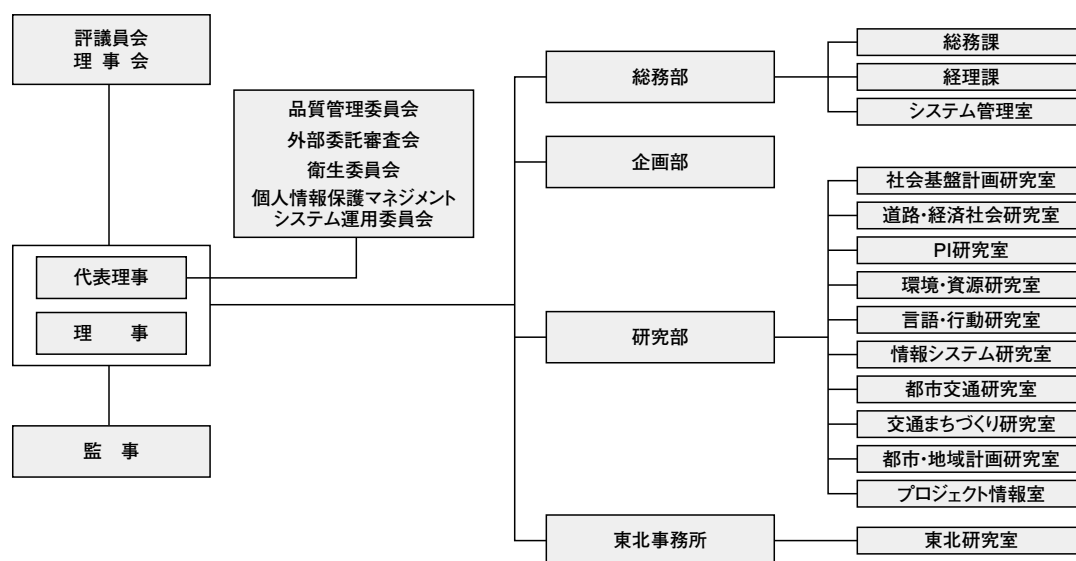 評議員会
理事会
品質管理委員会
外部委託審査会
衛生委員会
個人情報保護マネジメント
システム運用委員会
代表理事
理　事
監　事
総務部
総務課
経理課
システム管理室
企画部
研究部
社会基盤計画研究室
道路・経済社会研究室
PI研究室
環境・資源研究室
言語・行動研究室
情報システム研究室
都市交通研究室
交通まちづくり研究室
都市・地域計画研究室
プロジェクト情報室
東北事務所
東北研究室